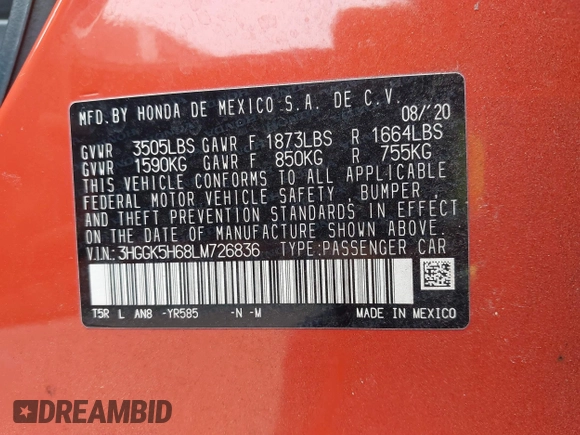 MFD. BY HONDA DE MEXICO S.A. DE C.V.
08/'20
GVWR 3505LBS GAWR F 1873LBS R 1664LBS
GVWR 1590KG GAWR F 850KG R 755KG
THIS VEHICLE CONFORMS TO ALL APPLICABLE
FEDERAL MOTOR VEHICLE SAFETY, BUMPER,
AND THEFT PREVENTION STANDARDS IN EFFECT
ON THE DATE OF MANUFACTURE SHOWN ABOVE.
V.I.N.: 3HGGK5H68LM726836 TYPE: PASSENGER CAR
T5R L AN8 -YR585 -N -M MADE IN MEXICO
DREAMBID